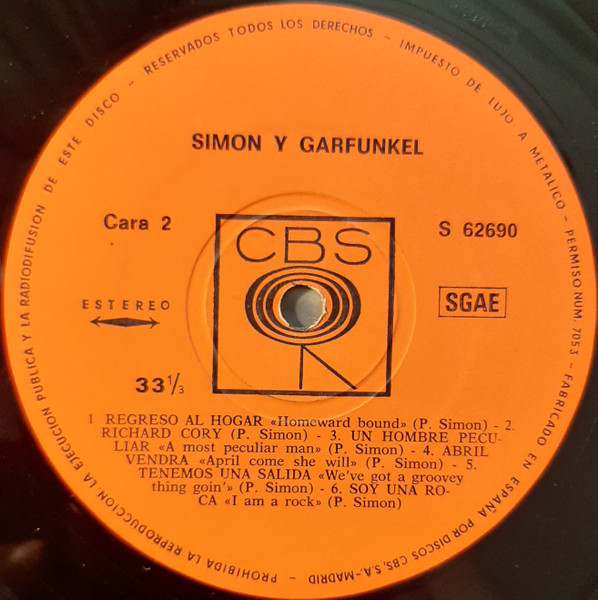 RESERVADOS TODOS LOS DERECHOS - IMPUESTO DE LUJO A METALICO - PERMISO NUM. 7053 - FABRICADO EN ESPAÑA POR DISCOS CBS, S.A.-MADRID - PROHIBIDA LA REPRODUCCION, LA EJECUCION PUBLICA Y LA RADIODIFUSION DE ESTE DISCO -
SIMON Y GARFUNKEL
Cara 2
S 62690
CBS
ESTEREO
SGAE
33 1/3
1 REGRESO AL HOGAR «Homeward bound» (P. Simon) - 2.
RICHARD CORY (P. Simon) - 3. UN HOMBRE PECU-
LIAR «A most peculiar man» (P. Simon) - 4. ABRIL
VENDRA «April come she will» (P. Simon) - 5.
TENEMOS UNA SALIDA «We've got a groovey
thing goin'» (P. Simon) - 6. SOY UNA RO-
CA «I am a rock» (P. Simon)